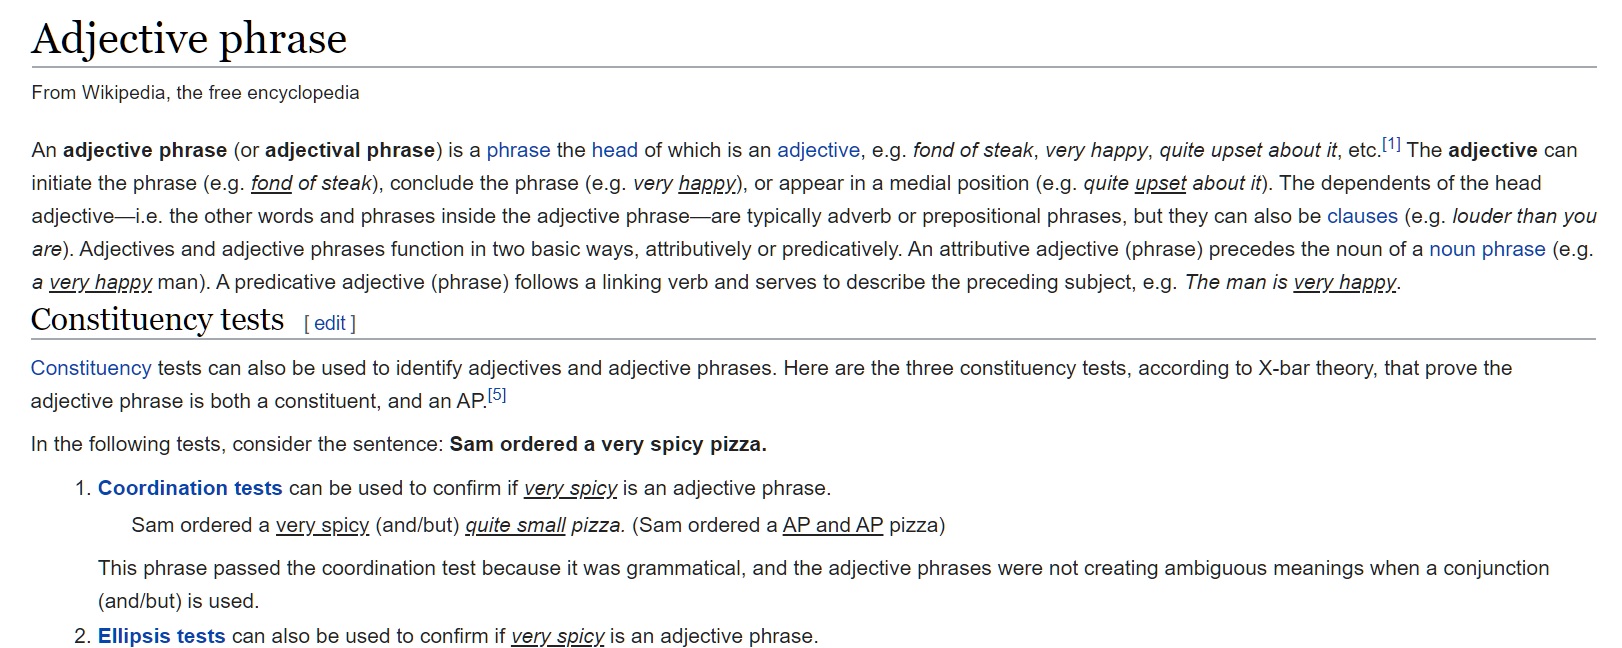 Adjective phrase
From Wikipedia, the free encyclopedia
An adjective phrase (or adjectival phrase) is a phrase the head of which is an adjective, e.g. fond of steak, very happy, quite upset about it, etc.[1] The adjective can
initiate the phrase (e.g. fond of steak), conclude the phrase (e.g. very happy), or appear in a medial position (e.g. quite upset about it). The dependents of the head
adjective—i.e. the other words and phrases inside the adjective phrase—are typically adverb or prepositional phrases, but they can also be clauses (e.g. louder than you
are). Adjectives and adjective phrases function in two basic ways, attributively or predicatively. An attributive adjective (phrase) precedes the noun of a noun phrase (e.g.
a very happy man). A predicative adjective (phrase) follows a linking verb and serves to describe the preceding subject, e.g. The man is very happy.
Constituency tests [ edit ]
Constituency tests can also be used to identify adjectives and adjective phrases. Here are the three constituency tests, according to X-bar theory, that prove the
adjective phrase is both a constituent, and an AP.[5]
In the following tests, consider the sentence: Sam ordered a very spicy pizza.
1. Coordination tests can be used to confirm if very spicy is an adjective phrase.
Sam ordered a very spicy (and/but) quite small pizza. (Sam ordered a AP and AP pizza)
This phrase passed the coordination test because it was grammatical, and the adjective phrases were not creating ambiguous meanings when a conjunction
(and/but) is used.
2. Ellipsis tests can also be used to confirm if very spicy is an adjective phrase.